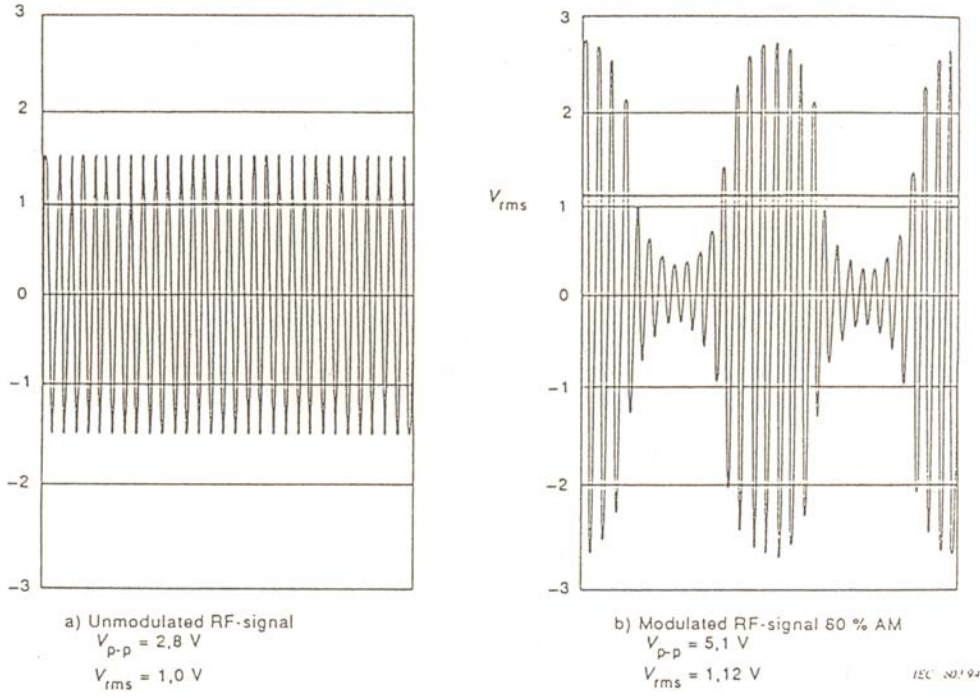 3
2
1
0
−1
−2
−3
a) Unmodulated RF-signal
Vp-p = 2,8 V
Vrms = 1,0 V
3
2
Vrms
1
0
−1
−2
−3
b) Modulated RF-signal 80 % AM
Vp-p = 5,1 V
Vrms = 1,12 V
IEC